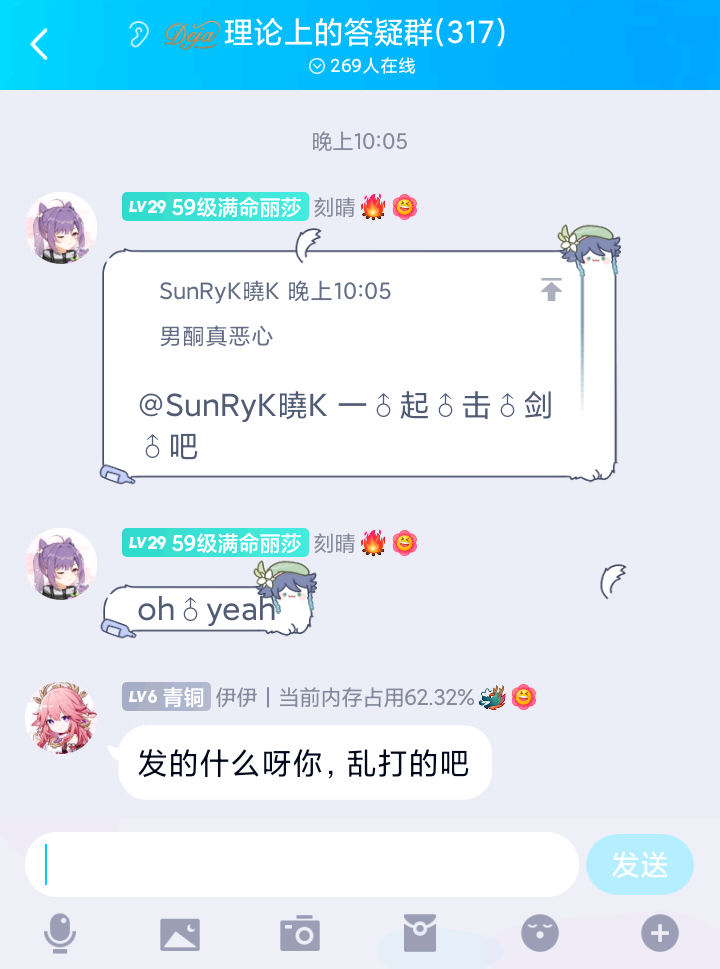 Deja 理论上的答疑群(317)
269人在线
晚上10:05
LV29 59级满命丽莎 刻晴
SunRyK曉K 晚上10:05
男酮真恶心
@SunRyK曉K 一♂起♂击♂剑
♂吧
LV29 59级满命丽莎 刻晴
oh♂yeah
LV6 青铜 伊伊 | 当前内存占用62.32%
发的什么呀你，乱打的吧
发送